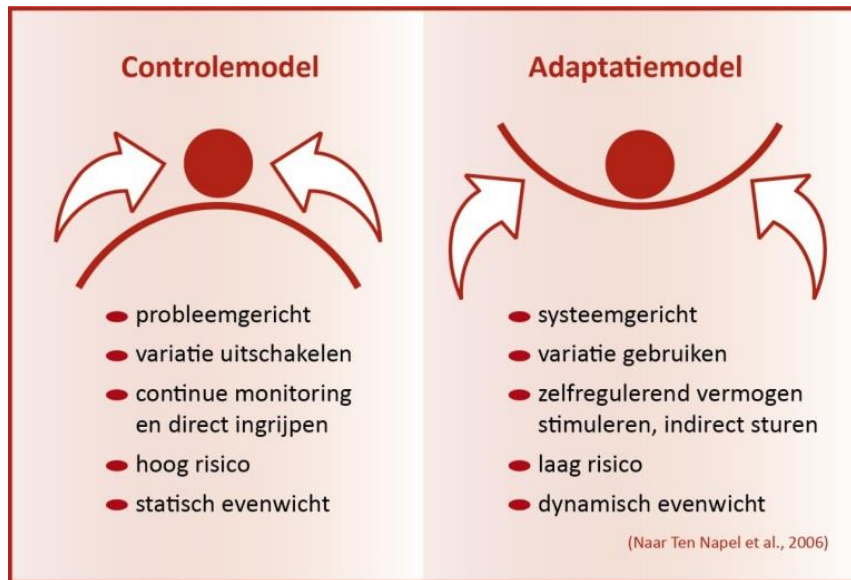 Controlemodel
probleemgericht
variatie uitschakelen
continue monitoring
en direct ingrijpen
hoog risico
statisch evenwicht
Adaptatiemodel
systeemgericht
variatie gebruiken
zelfregulerend vermogen
stimuleren, indirect sturen
laag risico
dynamisch evenwicht
(Naar Ten Napel et al., 2006)